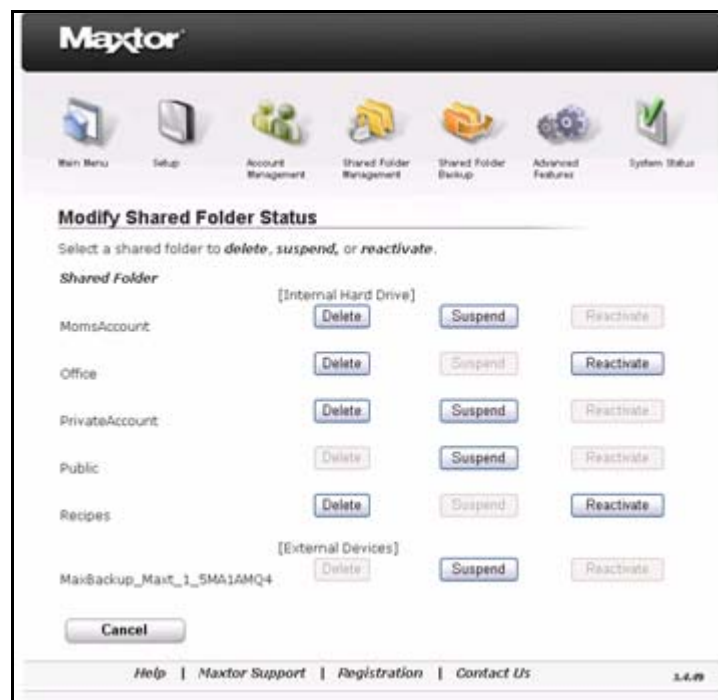 Maxtor
Main Menu
Setup
Account Management
Shared Folder Management
Shared Folder Backup
Advanced Features
System Status
Modify Shared Folder Status
Select a shared folder to delete, suspend, or reactivate.
Shared Folder
[Internal Hard Drive]
MomsAccount Delete Suspend Reactivate
Office Delete Suspend Reactivate
PrivateAccount Delete Suspend Reactivate
Public Delete Suspend Reactivate
Recipes Delete Suspend Reactivate
[External Devices]
MaxBackup_Maxt_1_5MA1AMQ4 Delete Suspend Reactivate
Cancel
Help | Maxtor Support | Registration | Contact Us